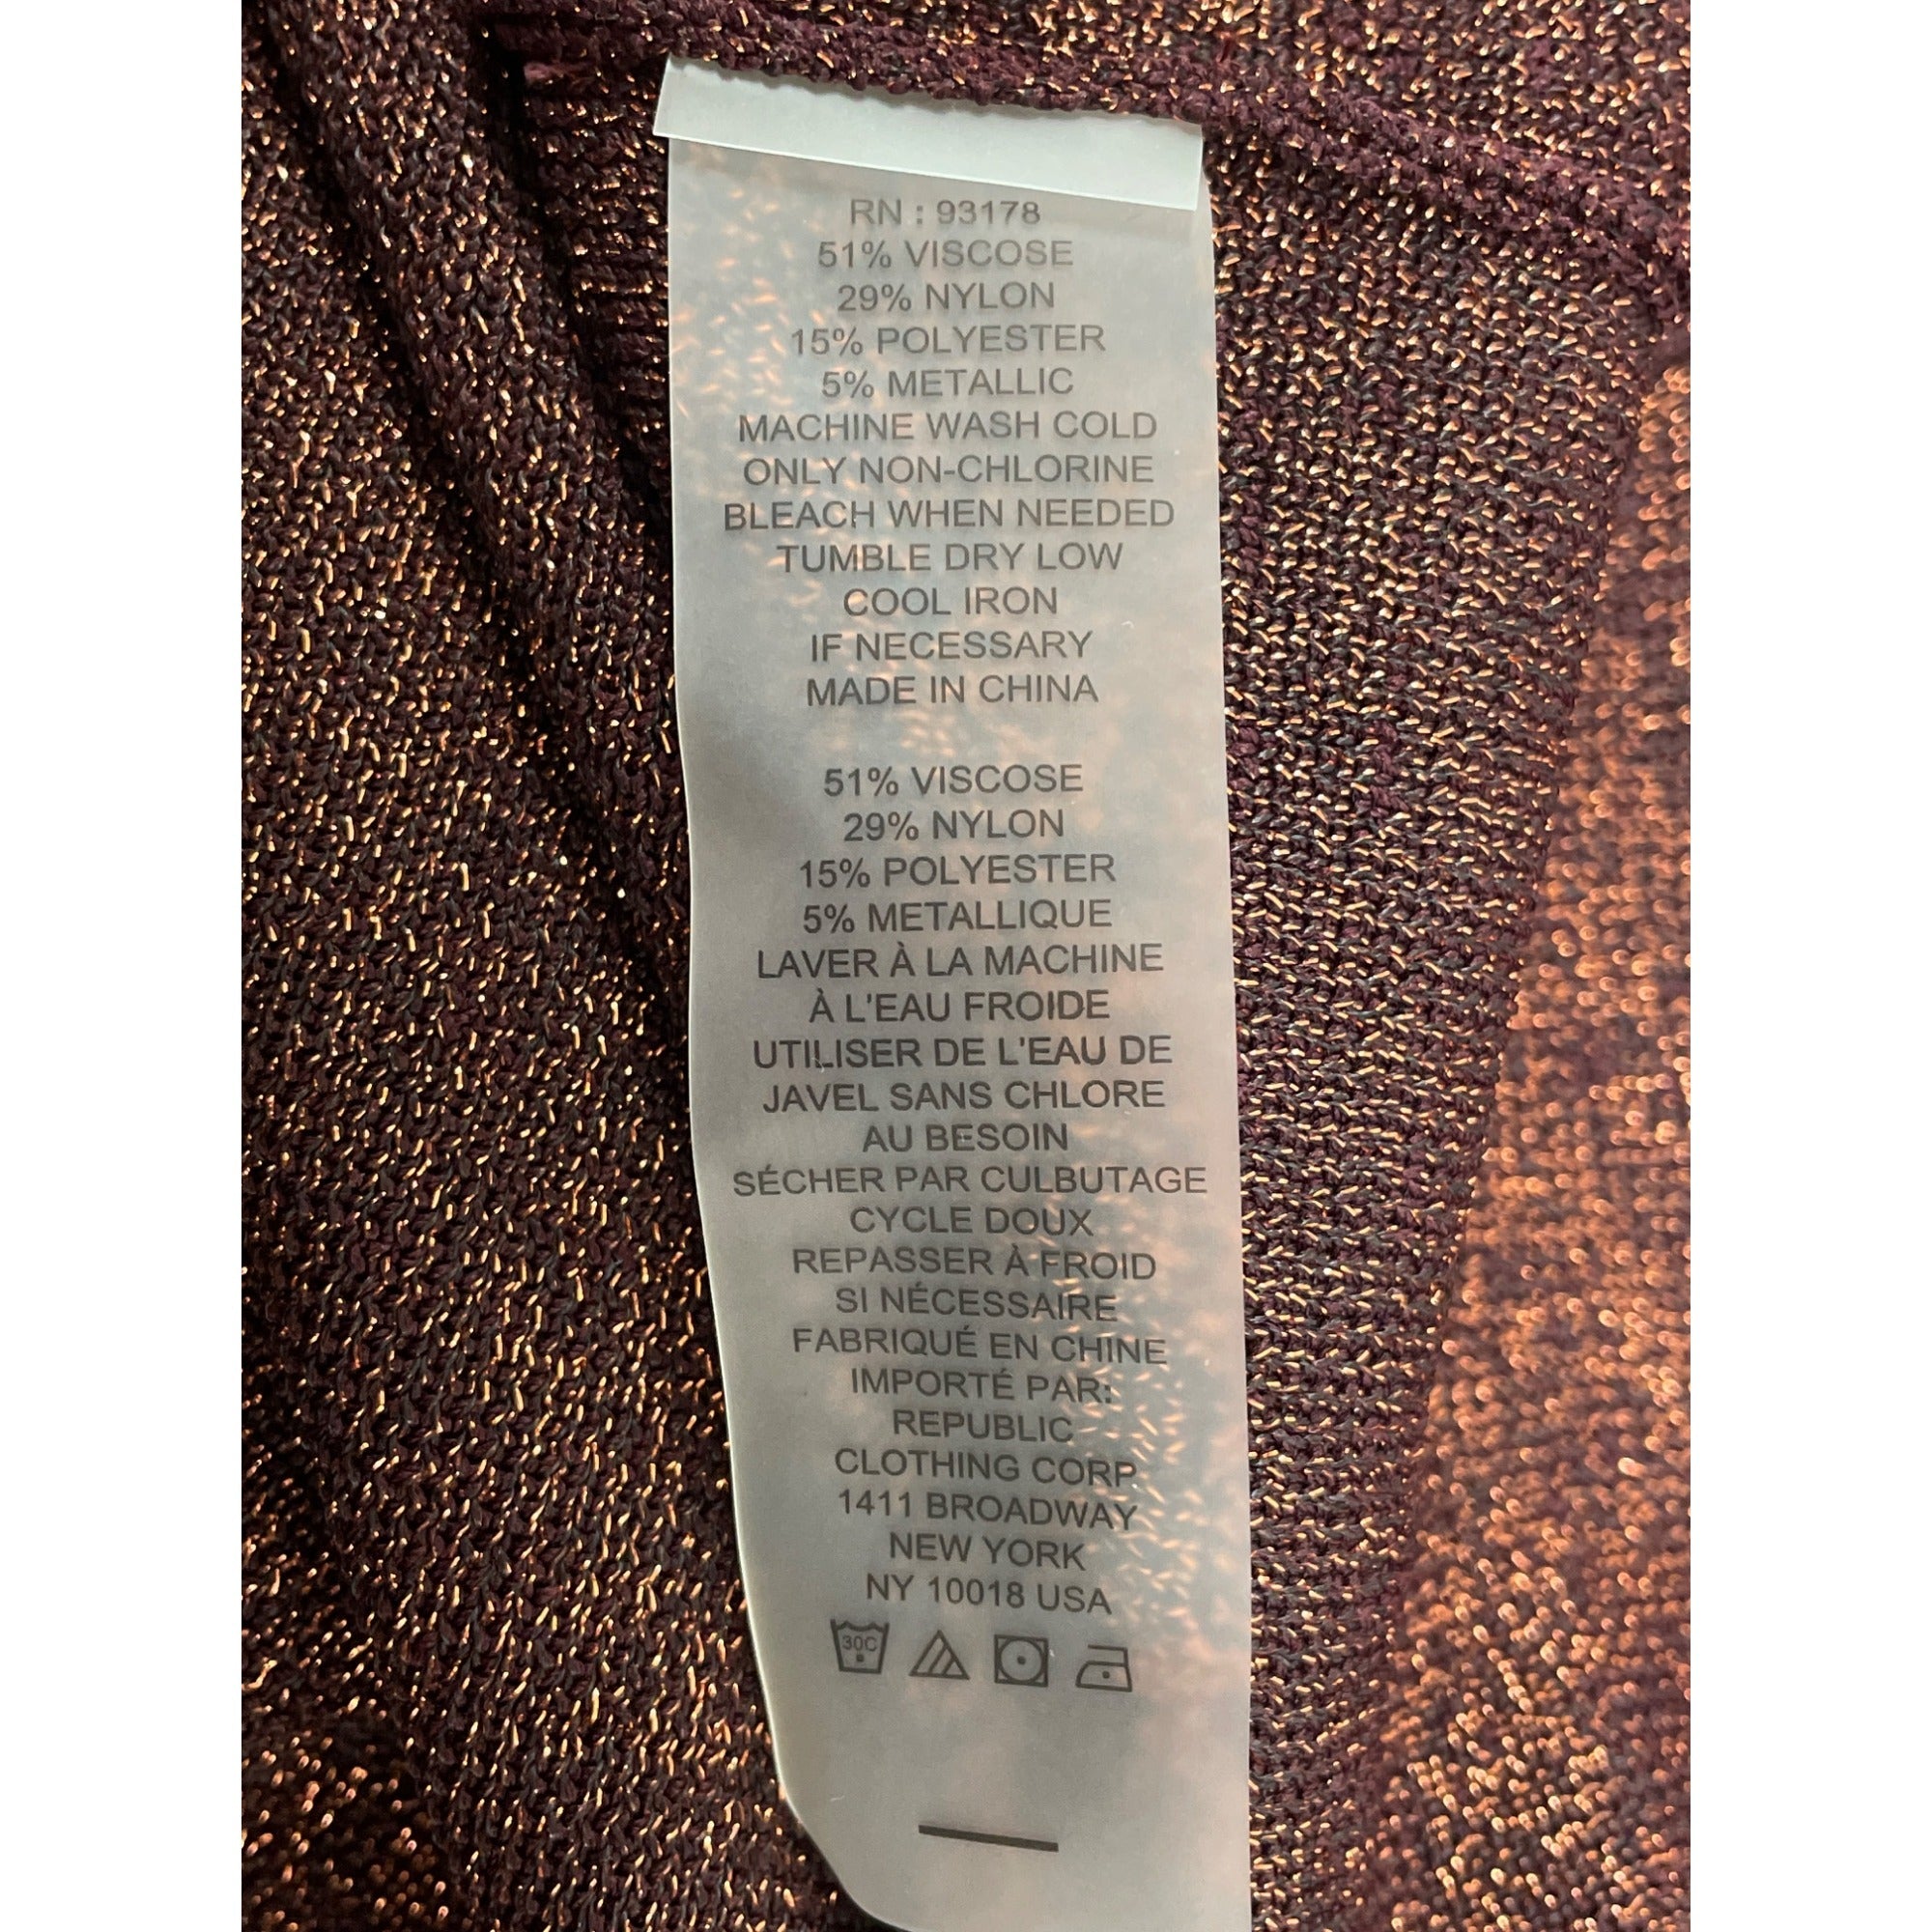 RN : 93178
51% VISCOSE
29% NYLON
15% POLYESTER
5% METALLIC
MACHINE WASH COLD
ONLY NON-CHLORINE
BLEACH WHEN NEEDED
TUMBLE DRY LOW
COOL IRON
IF NECESSARY
MADE IN CHINA
51% VISCOSE
29% NYLON
15% POLYESTER
5% METALLIQUE
LAVER À LA MACHINE
À L'EAU FROIDE
UTILISER DE L'EAU DE
JAVEL SANS CHLORE
AU BESOIN
SÉCHER PAR CULBUTAGE
CYCLE DOUX
REPASSER À FROID
SI NÉCESSAIRE
FABRIQUÉ EN CHINE
IMPORTÉ PAR:
REPUBLIC
CLOTHING CORP
1411 BROADWAY
NEW YORK
NY 10018 USA
30C